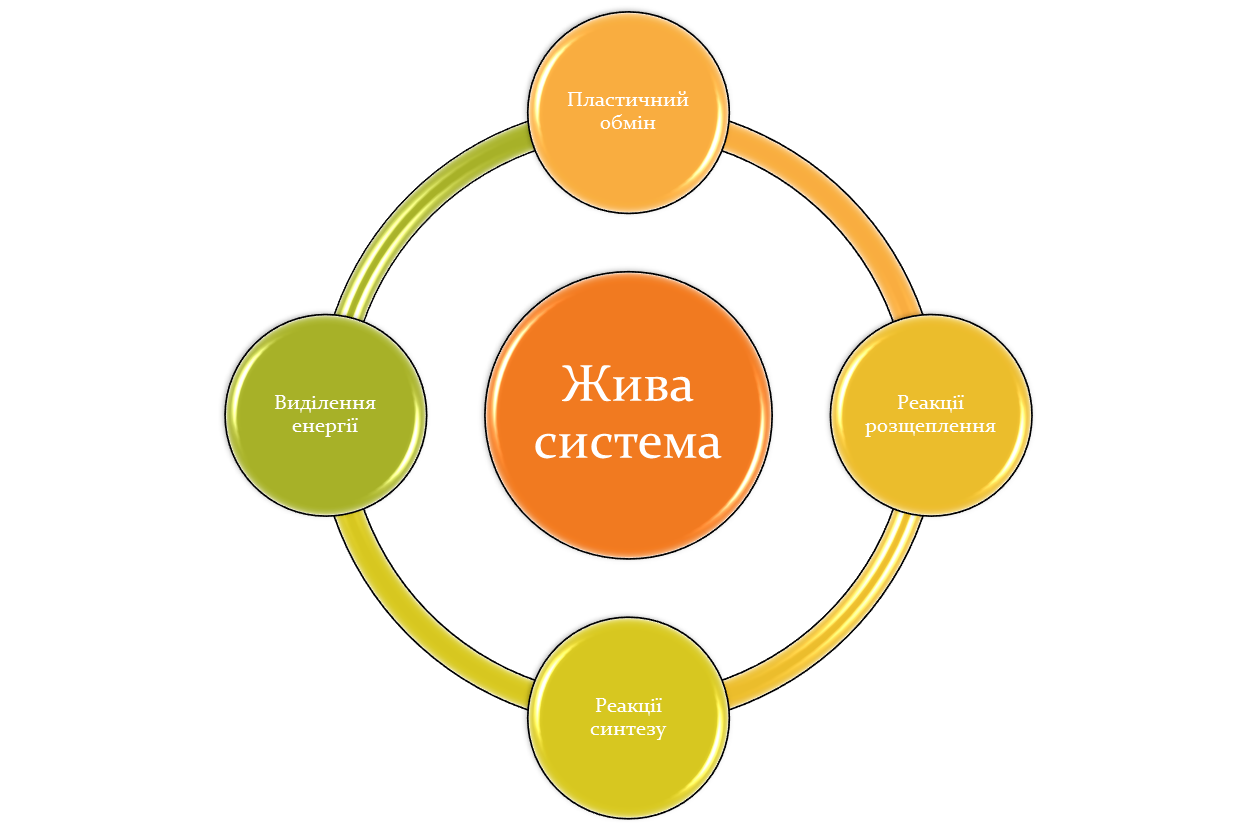 Пластичний
обмін
Жива
система
Виділення
енергії
Реакції
розщеплення
Реакції
синтезу